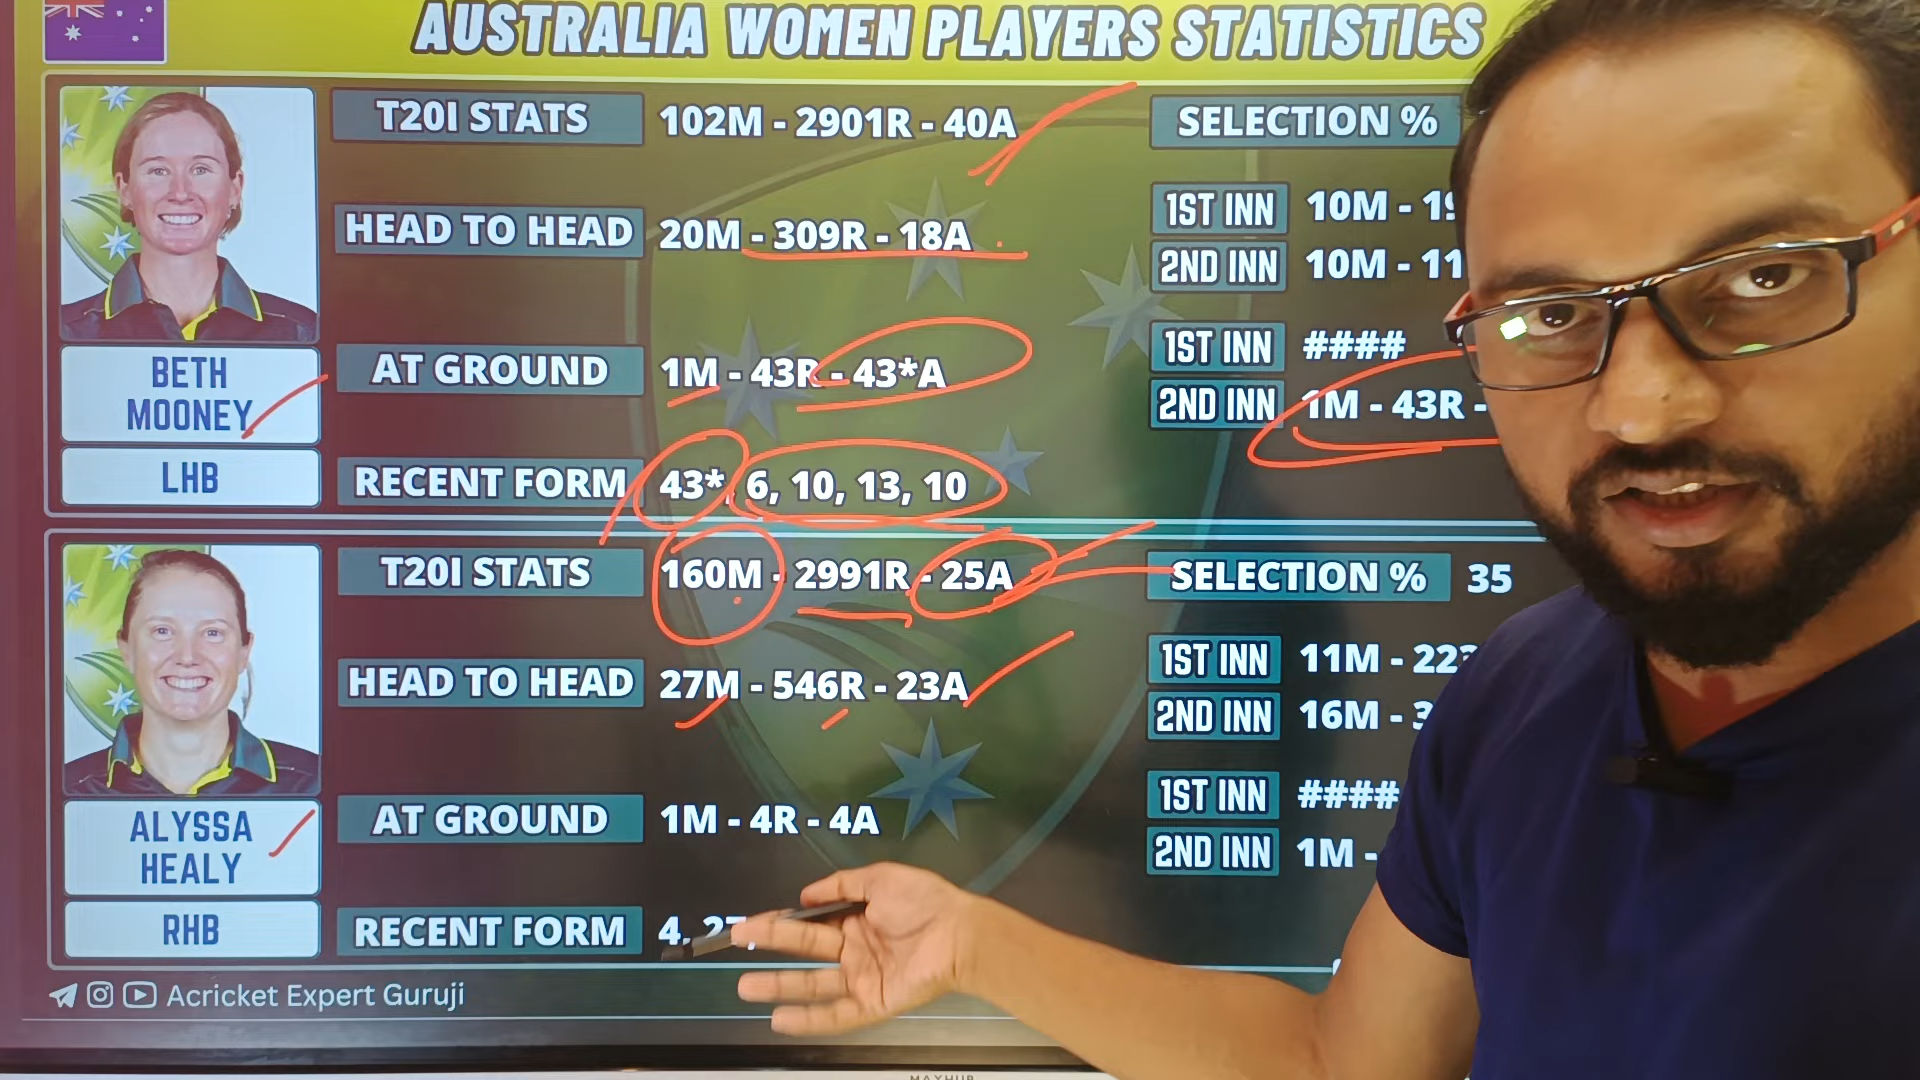 AUSTRALIA WOMEN PLAYERS STATISTICS
T20I STATS 102M - 2901R - 40A
SELECTION %
HEAD TO HEAD 20M - 309R - 18A
1ST INN 10M - 19
2ND INN 10M - 11
AT GROUND 1M - 43R - 43*A
1ST INN ####
2ND INN 1M - 43R -
BETH
MOONEY
LHB
RECENT FORM 43*, 6, 10, 13, 10
T20I STATS 160M - 2991R - 25A
SELECTION % 35
HEAD TO HEAD 27M - 546R - 23A
1ST INN 11M - 223
2ND INN 16M - 3
AT GROUND 1M - 4R - 4A
1ST INN ####
2ND INN 1M -
ALYSSA
HEALY
RHB
RECENT FORM 4, 27,
Acricket Expert Guruji